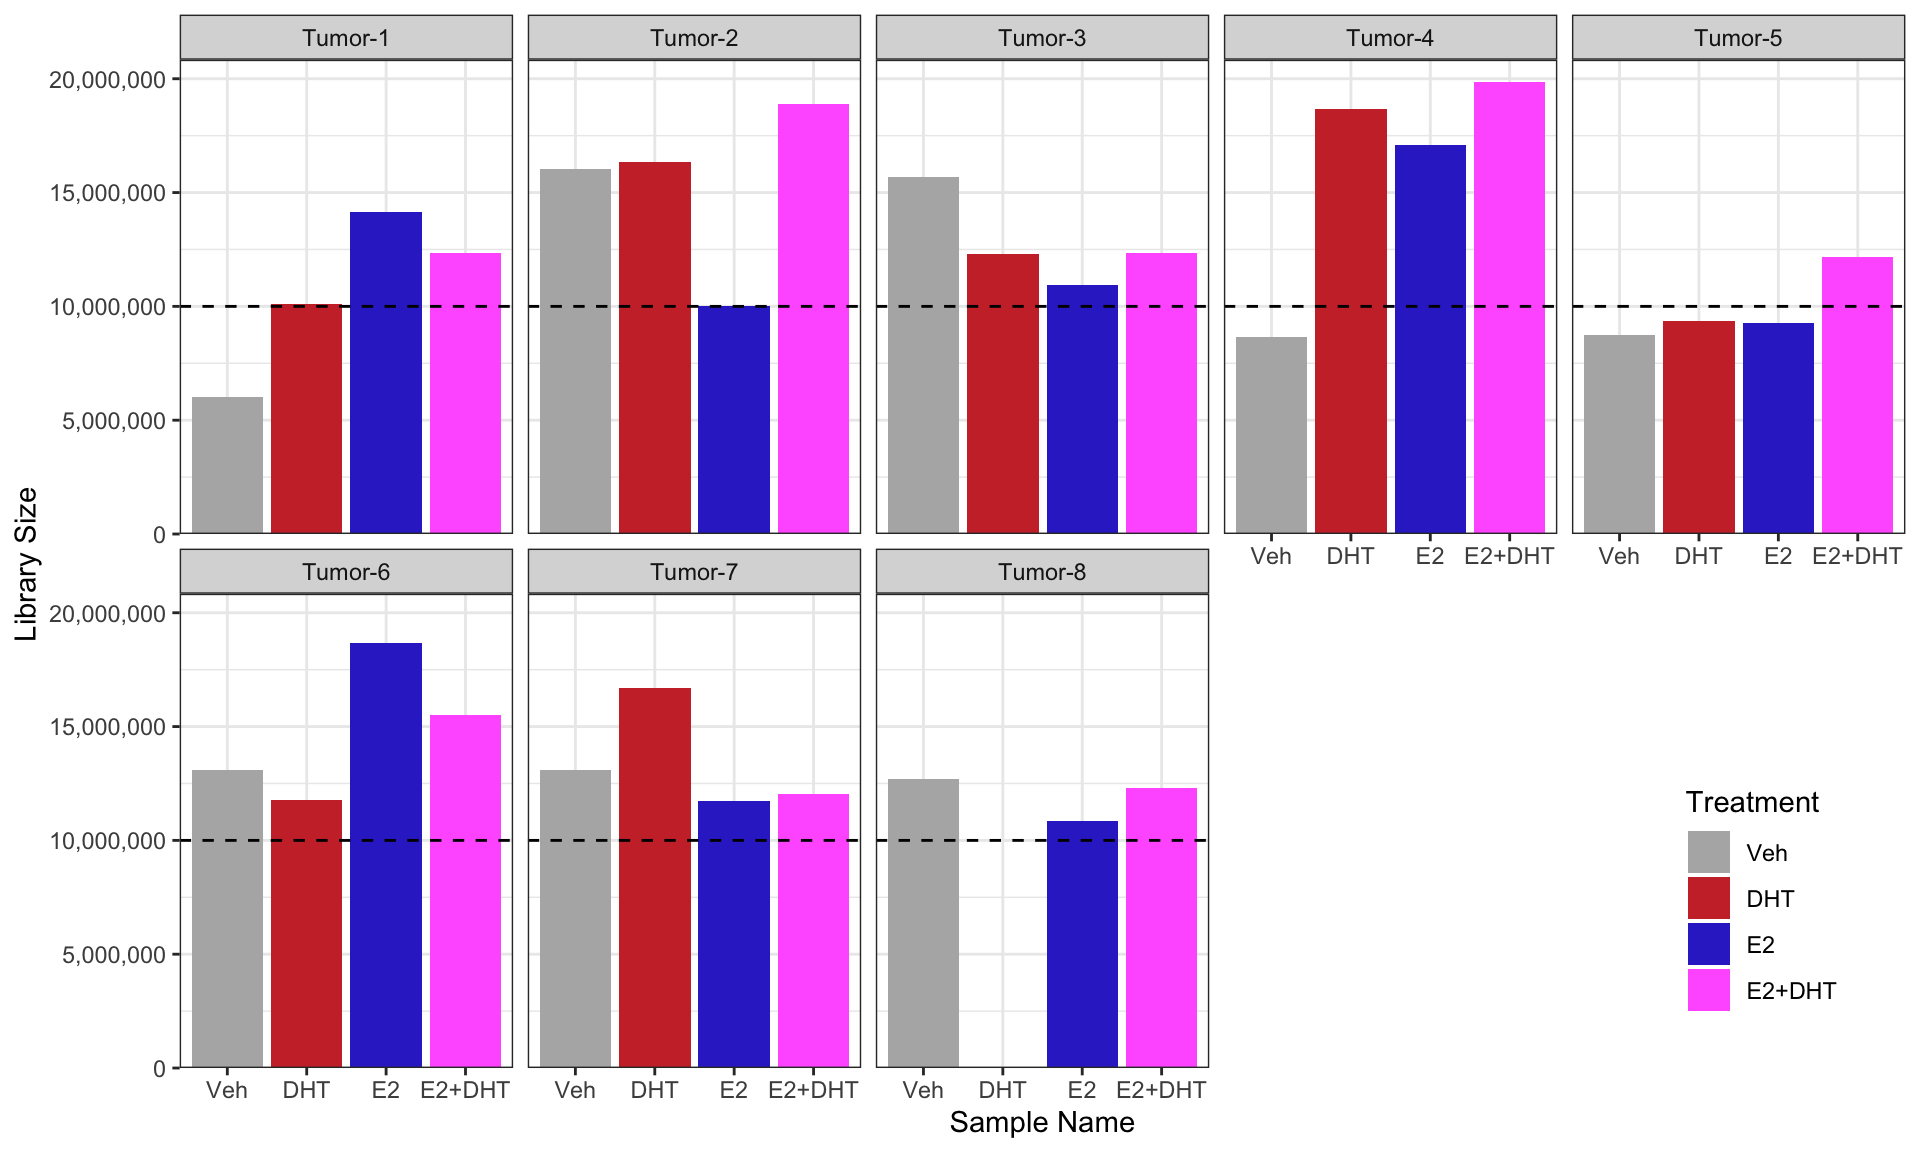 Tumor-1 Tumor-2 Tumor-3 Tumor-4 Tumor-5
20,000,000
15,000,000
10,000,000
5,000,000
0
Veh DHT E2 E2+DHT Veh DHT E2 E2+DHT
Library Size
Tumor-6 Tumor-7 Tumor-8
20,000,000
15,000,000
10,000,000
5,000,000
0
Veh DHT E2 E2+DHT Veh DHT E2 E2+DHT Veh DHT E2 E2+DHT
Sample Name
Treatment
Veh
DHT
E2
E2+DHT